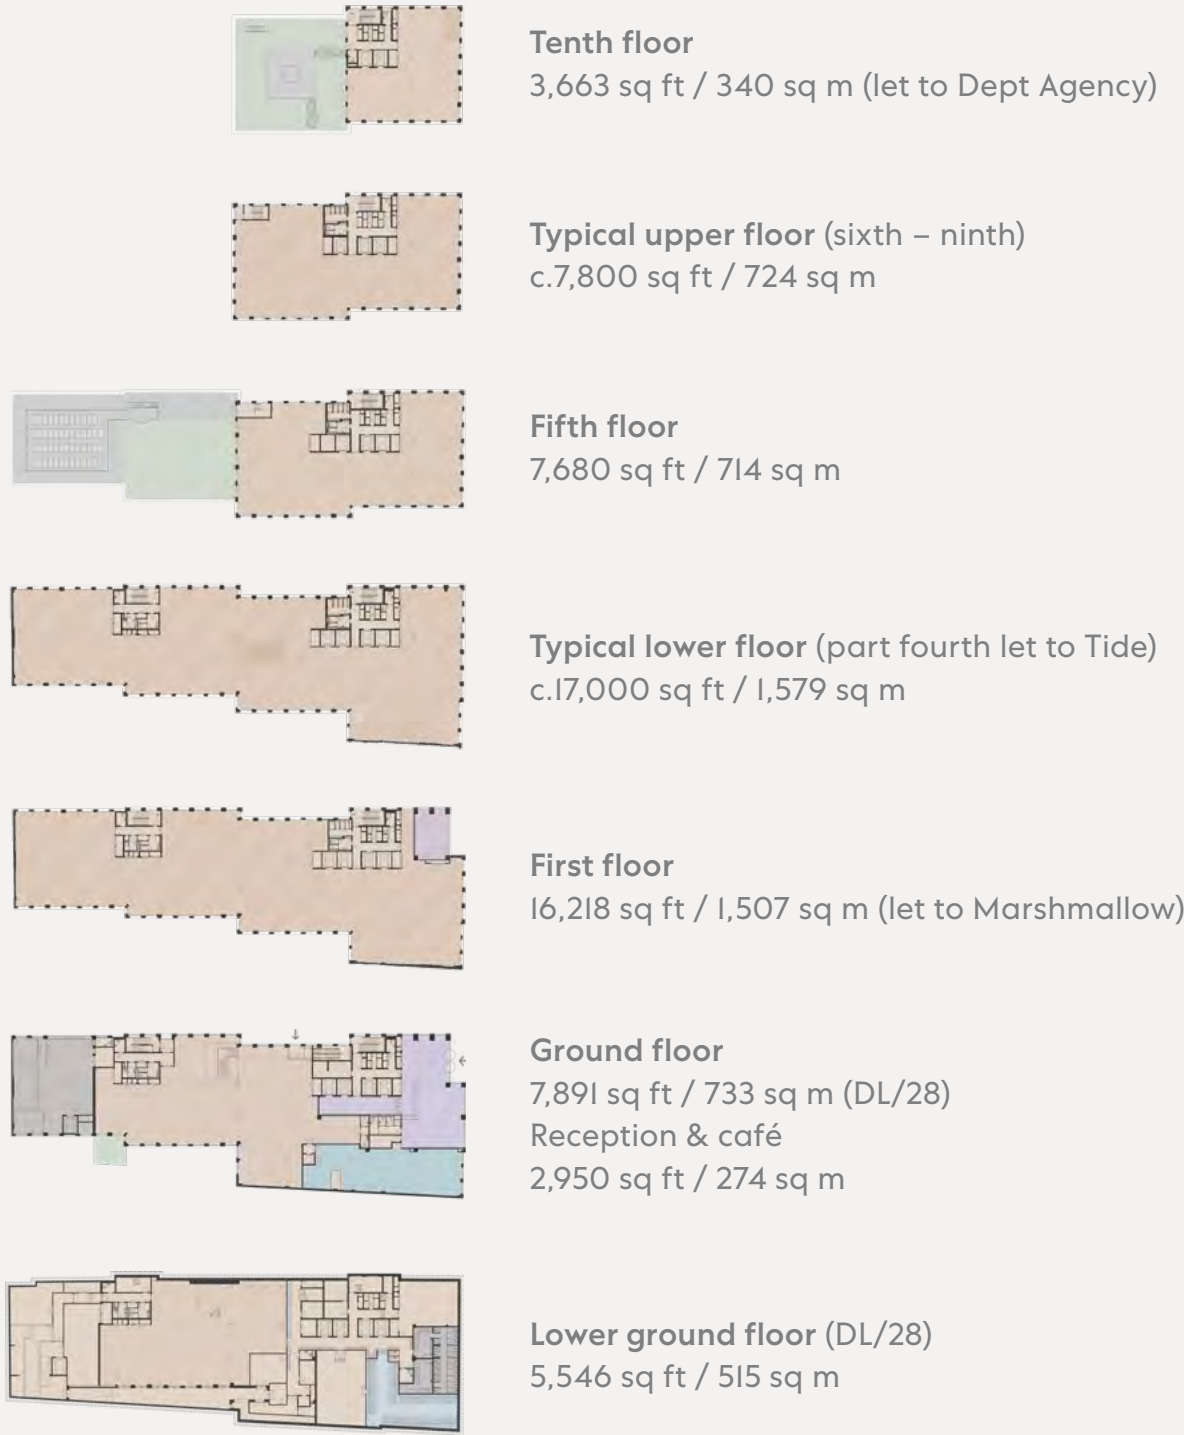 Tenth floor
3,663 sq ft / 340 sq m (let to Dept Agency)
Typical upper floor (sixth – ninth)
c.7,800 sq ft / 724 sq m
Fifth floor
7,680 sq ft / 714 sq m
Typical lower floor (part fourth let to Tide)
c.17,000 sq ft / 1,579 sq m
First floor
16,218 sq ft / 1,507 sq m (let to Marshmallow)
Ground floor
7,891 sq ft / 733 sq m (DL/28)
Reception & café
2,950 sq ft / 274 sq m
Lower ground floor (DL/28)
5,546 sq ft / 515 sq m